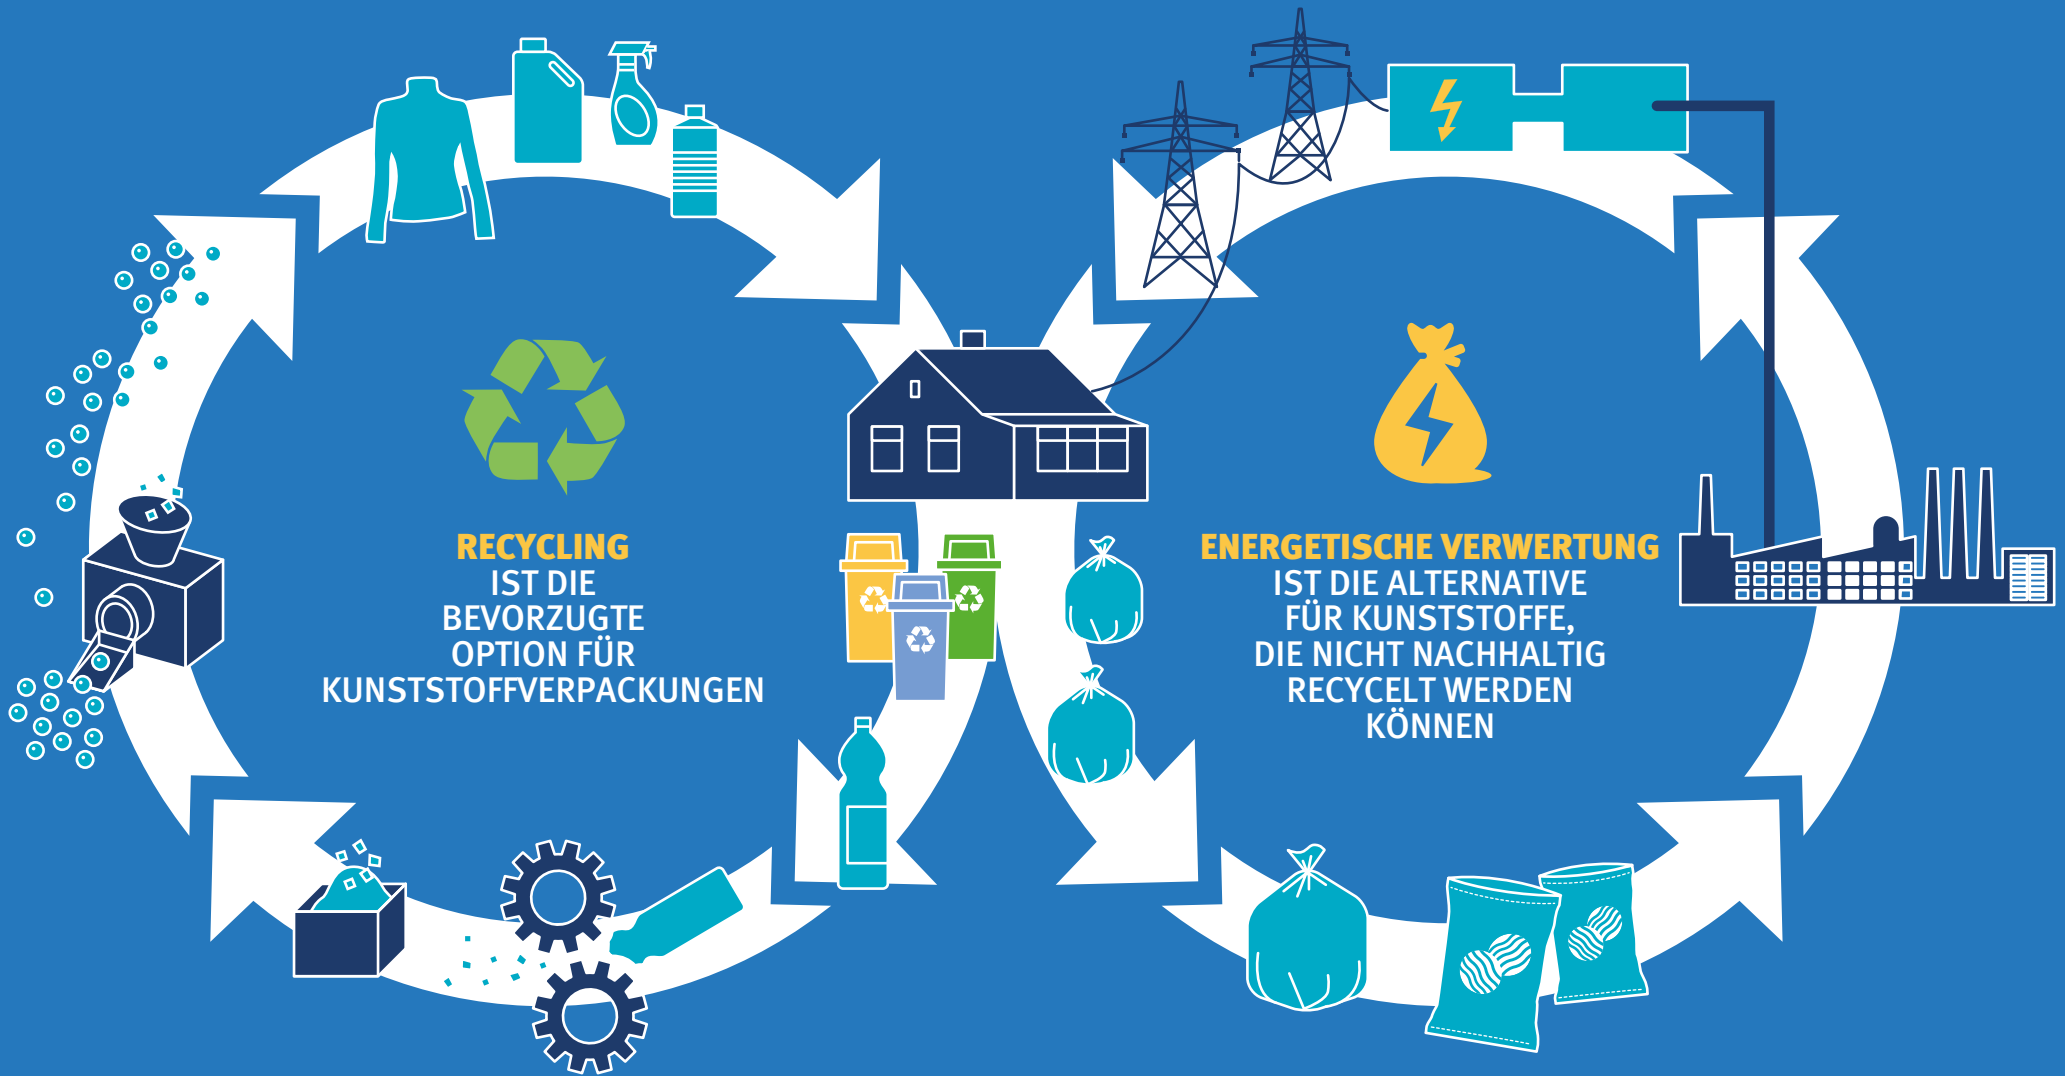 RECYCLING
IST DIE
BEVORZUGTE
OPTION FÜR
KUNSTSTOFFVERPACKUNGEN
ENERGETISCHE VERWERTUNG
IST DIE ALTERNATIVE
FÜR KUNSTSTOFFE,
DIE NICHT NACHHALTIG
RECYCELT WERDEN
KÖNNEN